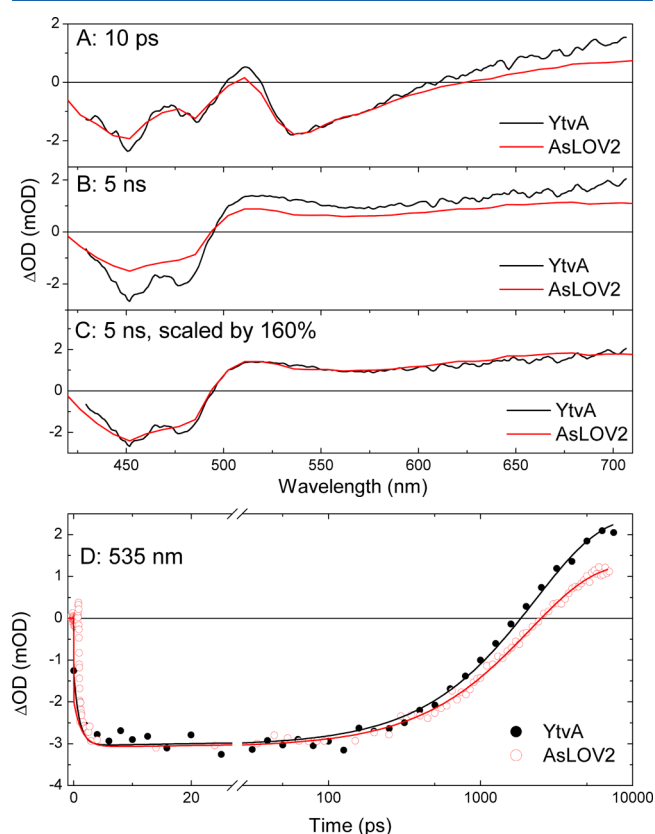 2
A: 10 ps
0
-2
YtvA
AsLOV2
2
B: 5 ns
0
-2
YtvA
AsLOV2
ΔOD (mOD)
C: 5 ns, scaled by 160%
2
0
-2
YtvA
AsLOV2
450 500 550 600 650 700
Wavelength (nm)
2
D: 535 nm
1
0
-1
-2
-3
-4
ΔOD (mOD)
YtvA
AsLOV2
0 20 100 1000 10000
Time (ps)